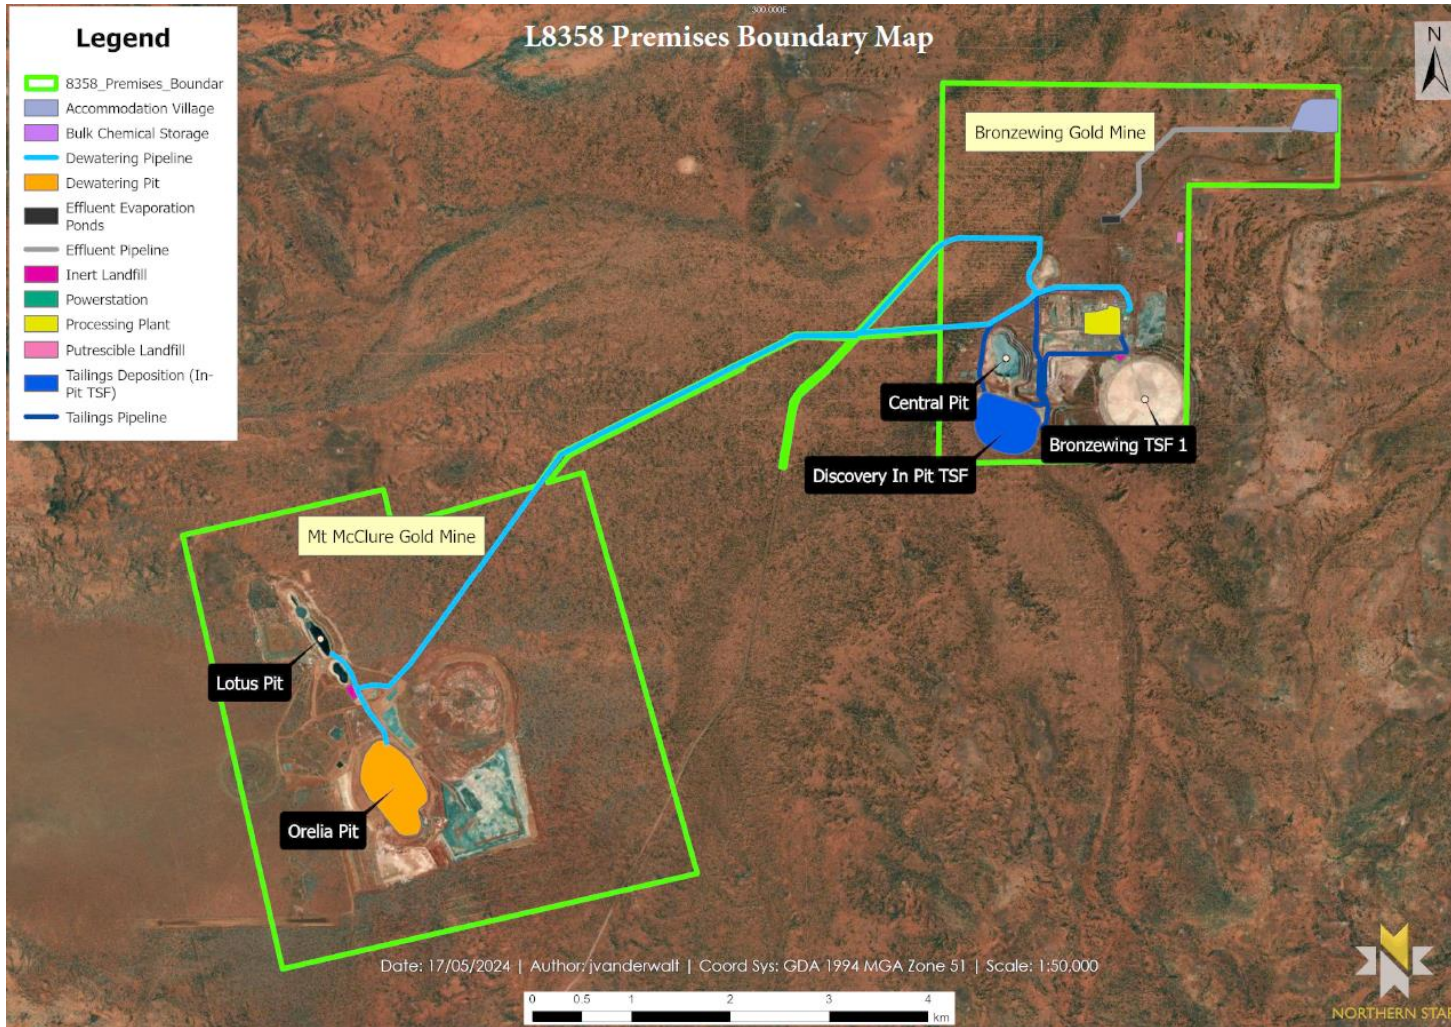 300,000E
L8358 Premises Boundary Map
N
Legend
8358_Premises_Boundar
Accommodation Village
Bulk Chemical Storage
Dewatering Pipeline
Dewatering Pit
Effluent Evaporation
Ponds
Effluent Pipeline
Inert Landfill
Powerstation
Processing Plant
Putrescible Landfill
Tailings Deposition (In-
Pit TSF)
Tailings Pipeline
Bronzewing Gold Mine
Central Pit
Bronzewing TSF 1
Discovery In Pit TSF
Mt McClure Gold Mine
Lotus Pit
Orelia Pit
Date: 17/05/2024 | Author: jvanderwalt | Coord Sys: GDA 1994 MGA Zone 51 | Scale: 1:50,000
0 0.5 1 2 3 4
km
NORTHERN STAR